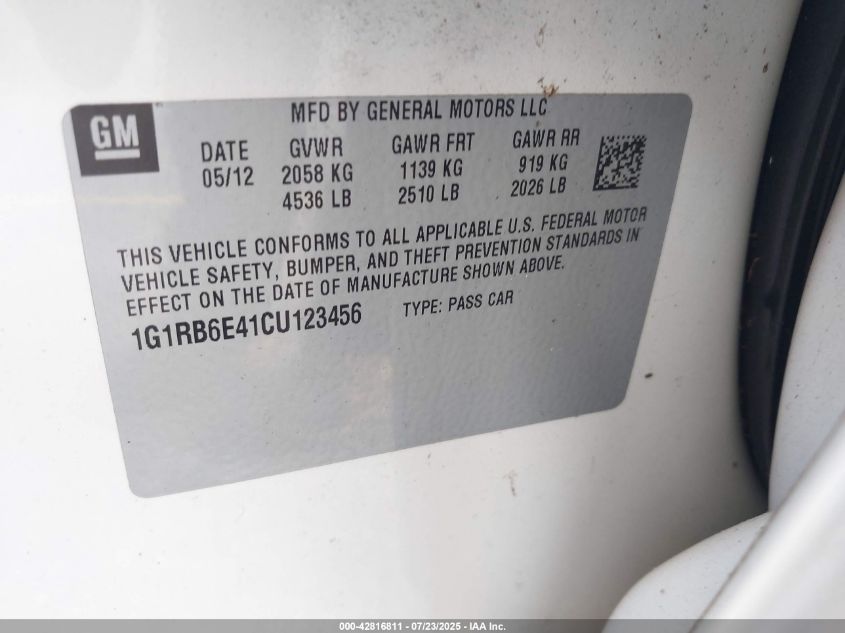 GM
MFD BY GENERAL MOTORS LLC
DATE GVWR GAWR FRT GAWR RR
05/12 2058 KG 1139 KG 919 KG
4536 LB 2510 LB 2026 LB
THIS VEHICLE CONFORMS TO ALL APPLICABLE U.S. FEDERAL MOTOR
VEHICLE SAFETY, BUMPER, AND THEFT PREVENTION STANDARDS IN
EFFECT ON THE DATE OF MANUFACTURE SHOWN ABOVE.
1G1RB6E41CU123456 TYPE: PASS CAR
000-42816811 - 07/23/2025 - IAA Inc.